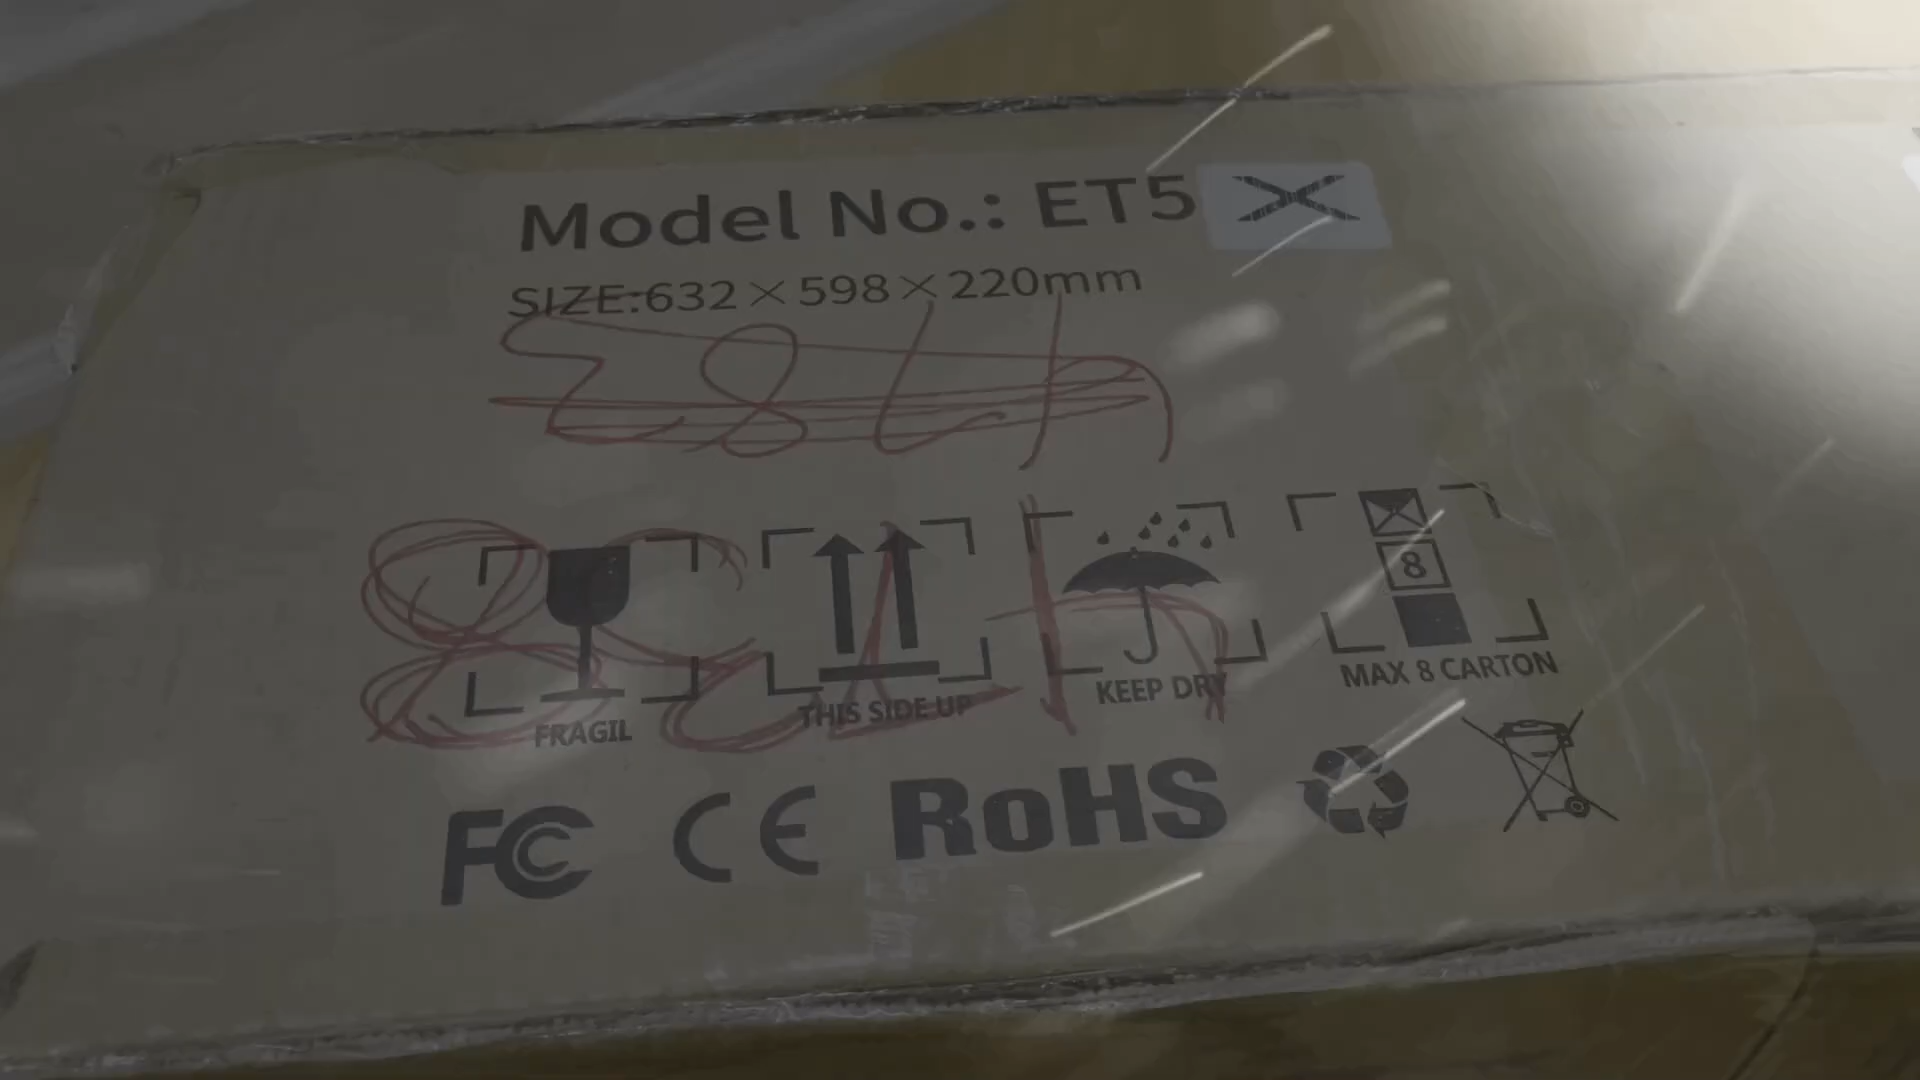 Model No.: ET5 X
SIZE:632×598×220mm
8
FRAGIL
THIS SIDE UP
KEEP DRY
MAX 8 CARTON
FC CE RoHS